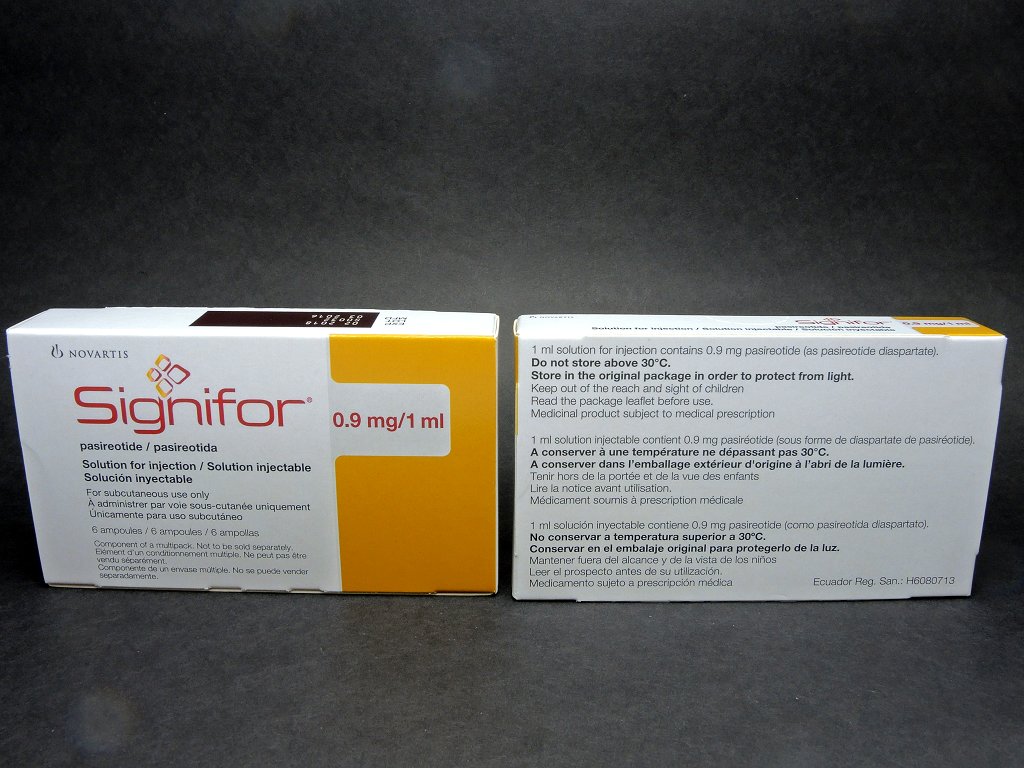 NOVARTIS
Signifor®
0.9 mg/1 ml
pasireotide / pasireotida
Solution for injection / Solution injectable
Solución inyectable
For subcutaneous use only
À administrer par voie sous-cutanée uniquement
Únicamente para uso subcutáneo
6 ampoules / 6 ampoules / 6 ampollas
Component of a multipack. Not to be sold separately.
Élément d'un conditionnement multiple. Ne peut pas être
vendu séparément.
Componente de un envase múltiple. No se puede vender
separadamente.
EXP
LOT
MFD
2018
2014
NOVARTIS
Signifor
0.9 mg/1 ml
pasireotide / pasireotida
Solution for injection / Solution injectable / Solución inyectable
1 ml solution for injection contains 0.9 mg pasireotide (as pasireotide diaspartate).
Do not store above 30°C.
Store in the original package in order to protect from light.
Keep out of the reach and sight of children
Read the package leaflet before use.
Medicinal product subject to medical prescription
1 ml solution injectable contient 0.9 mg pasiréotide (sous forme de diaspartate de pasiréotide).
A conserver à une température ne dépassant pas 30°C.
A conserver dans l'emballage extérieur d'origine à l'abri de la lumière.
Tenir hors de la portée et de la vue des enfants
Lire la notice avant utilisation.
Médicament soumis à prescription médicale
1 ml solución inyectable contiene 0.9 mg pasireotide (como pasireotida diaspartato).
No conservar a temperatura superior a 30°C.
Conservar en el embalaje original para protegerlo de la luz.
Mantener fuera del alcance y de la vista de los niños
Leer el prospecto antes de su utilización.
Medicamento sujeto a prescripción médica
Ecuador Reg. San.: H6080713